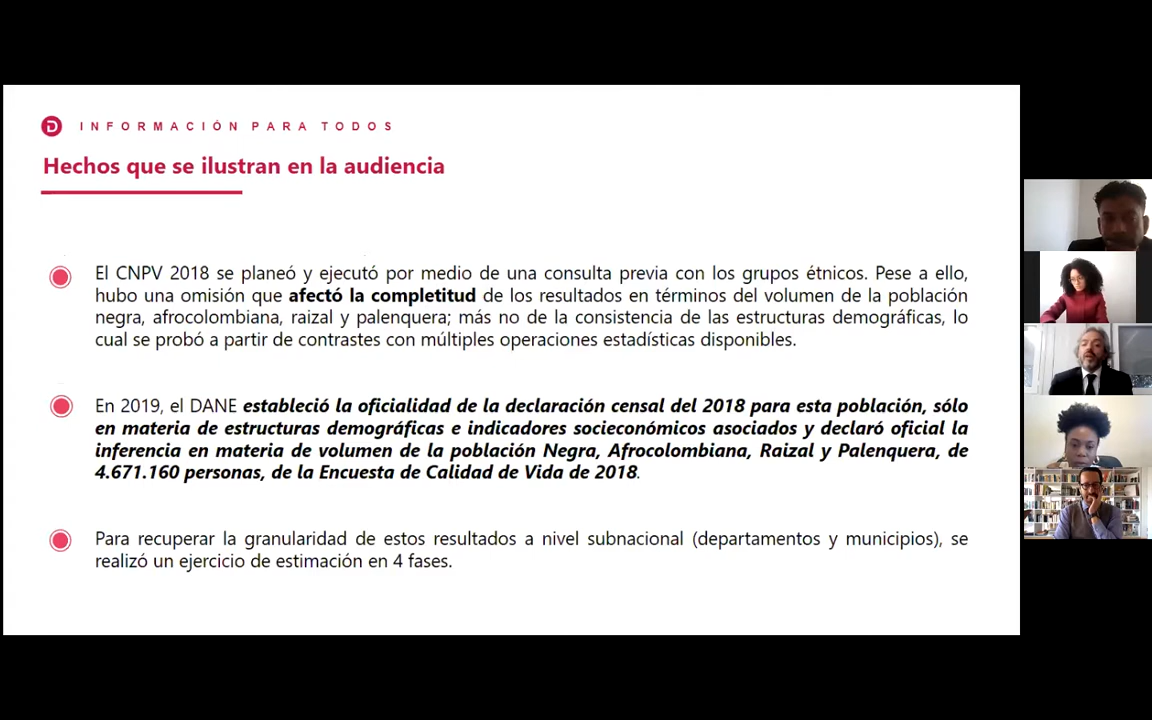 INFORMACIÓN PARA TODOS
Hechos que se ilustran en la audiencia
El CNPV 2018 se planeó y ejecutó por medio de una consulta previa con los grupos étnicos. Pese a ello,
hubo una omisión que afectó la completitud de los resultados en términos del volumen de la población
negra, afrocolombiana, raizal y palenquera; más no de la consistencia de las estructuras demográficas, lo
cual se probó a partir de contrastes con múltiples operaciones estadísticas disponibles.
En 2019, el DANE estableció la oficialidad de la declaración censal del 2018 para esta población, sólo
en materia de estructuras demográficas e indicadores socieconómicos asociados y declaró oficial la
inferencia en materia de volumen de la población Negra, Afrocolombiana, Raizal y Palenquera, de
4.671.160 personas, de la Encuesta de Calidad de Vida de 2018.
Para recuperar la granularidad de estos resultados a nivel subnacional (departamentos y municipios), se
realizó un ejercicio de estimación en 4 fases.